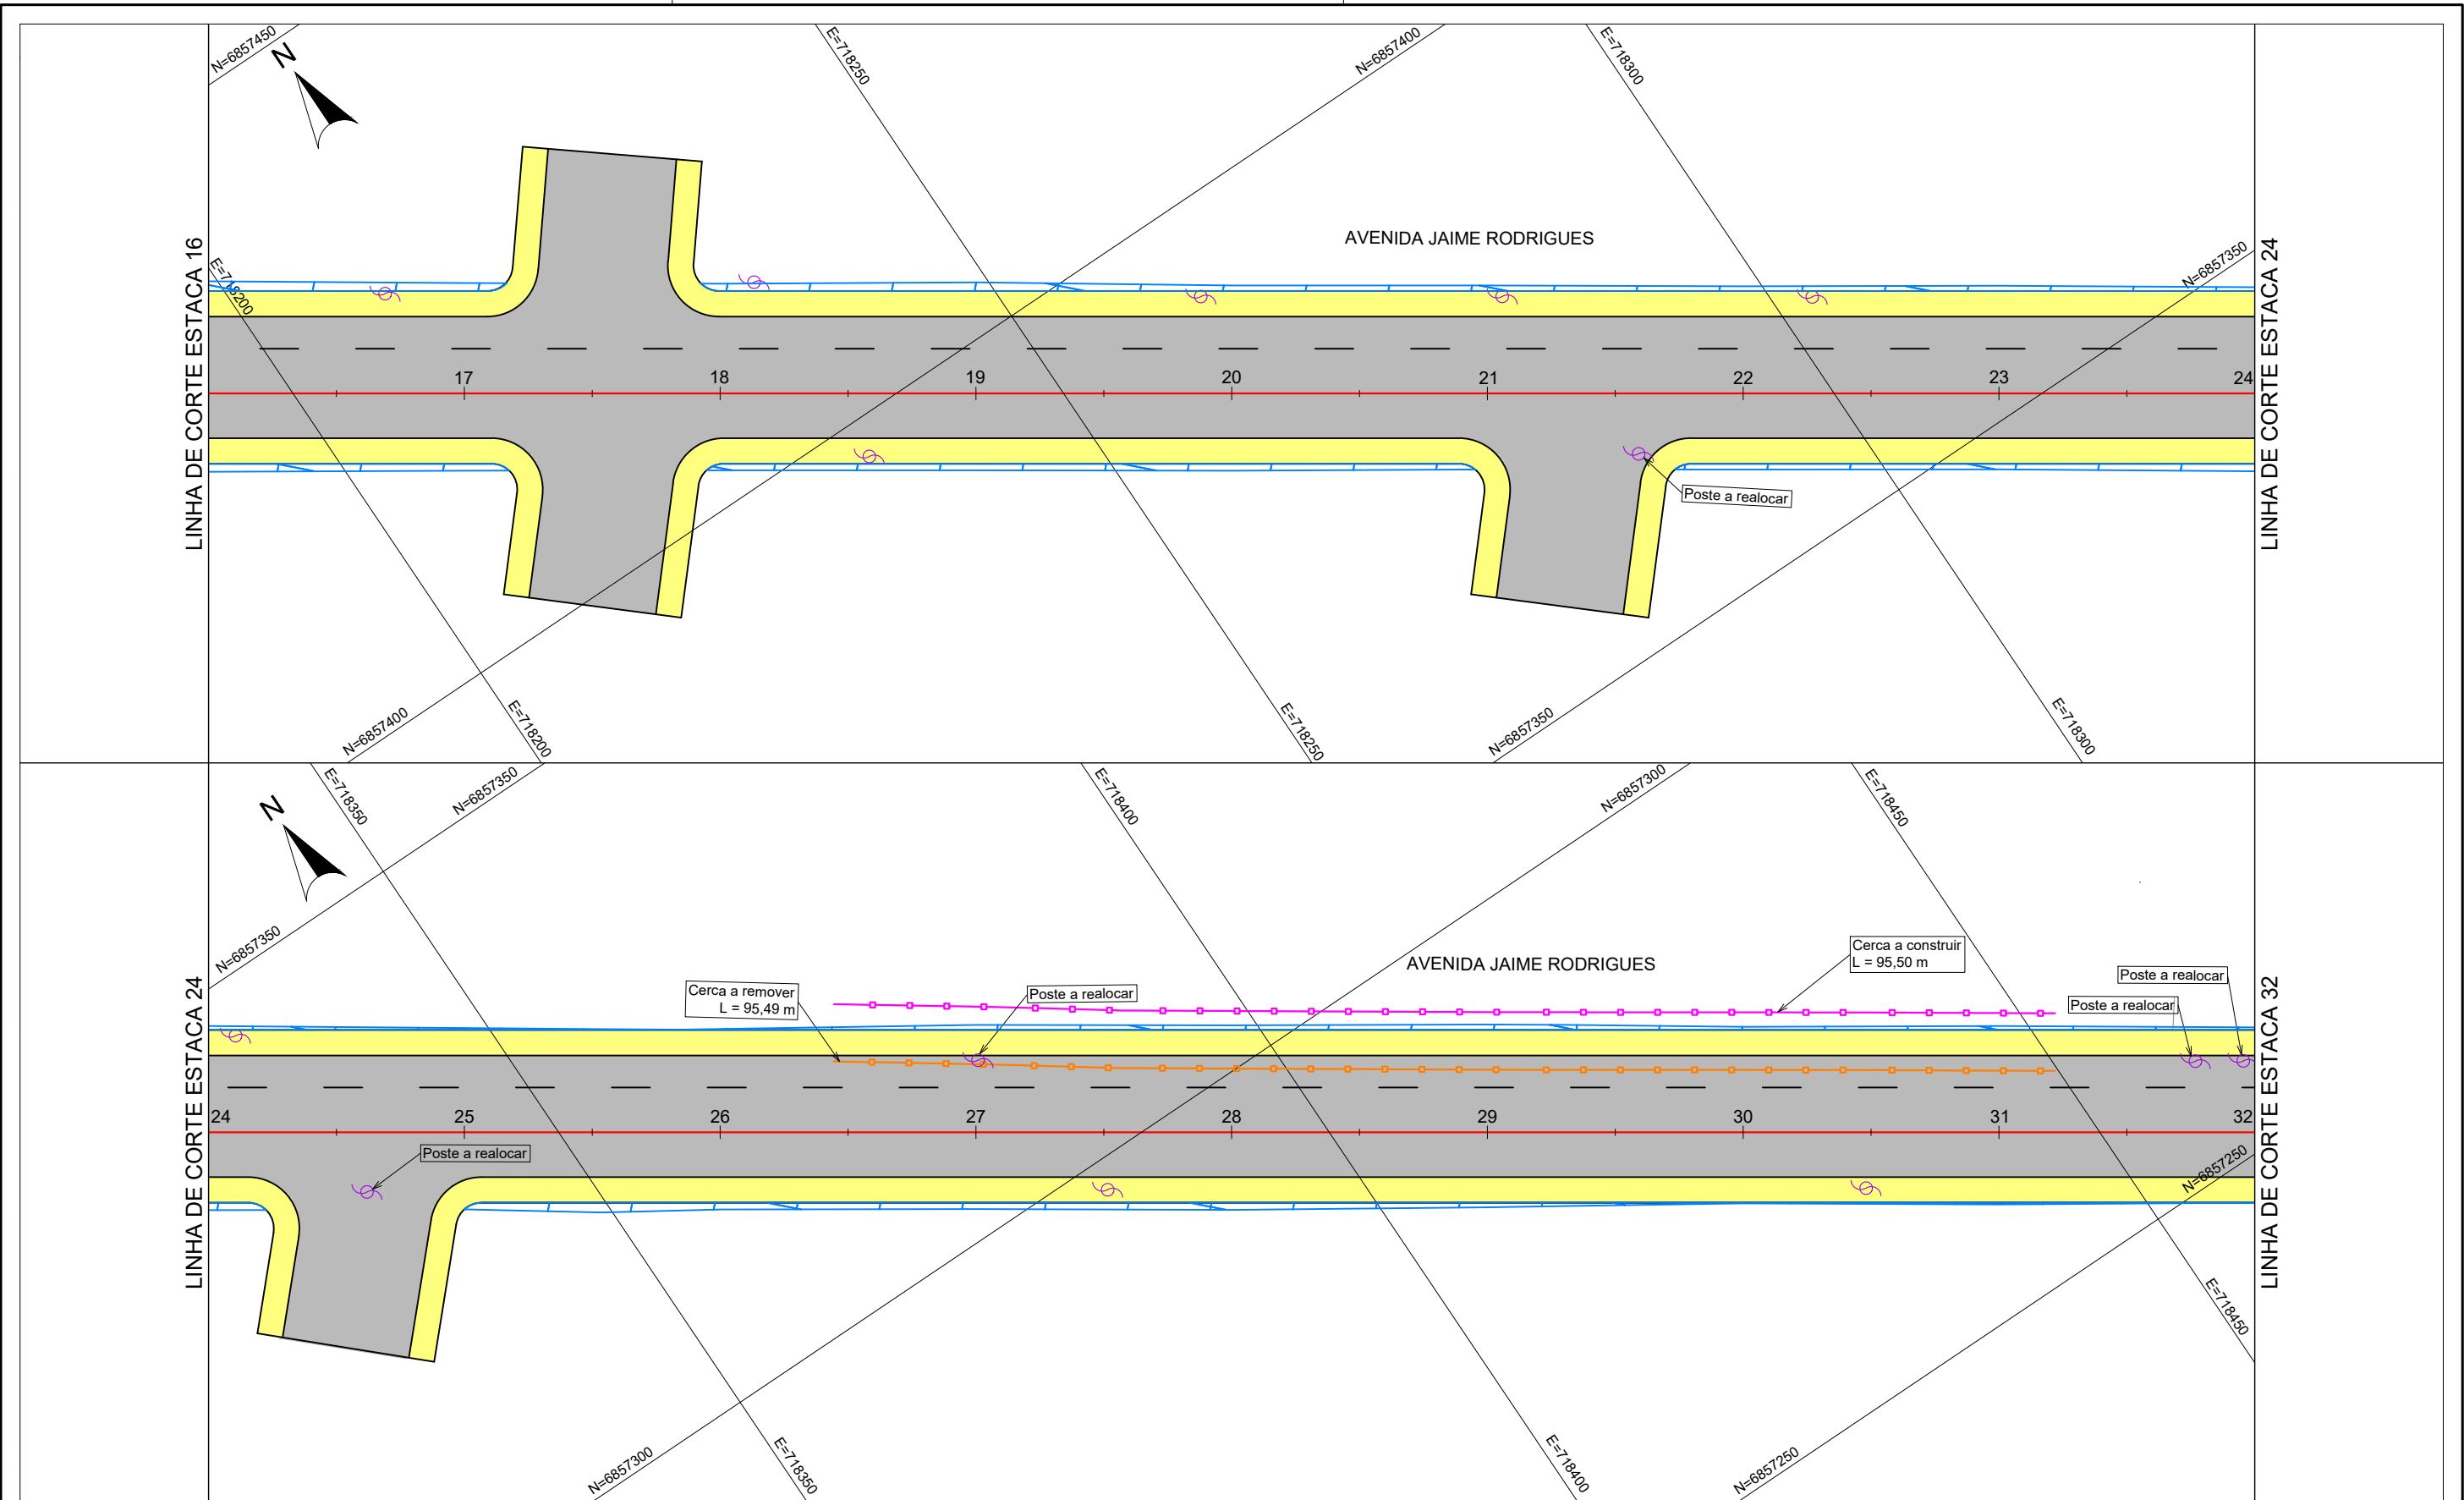 N=6857450
N
E=718250
N=6857400
E=718300
AVENIDA JAIME RODRIGUES
N=6857350
LINHA DE CORTE ESTACA 16
E=718200
LINHA DE CORTE ESTACA 24
17
18
19
20
21
22
23
24
Poste a realocar
N=6857400
E=718200
E=718250
N=6857350
E=718300
N
E=718350
N=6857350
E=718400
N=6857300
E=718450
N=6857350
AVENIDA JAIME RODRIGUES
Cerca a construir
L = 95,50 m
Cerca a remover
L = 95,49 m
Poste a realocar
Poste a realocar
Poste a realocar
LINHA DE CORTE ESTACA 24
LINHA DE CORTE ESTACA 32
24
25
26
27
28
29
30
31
32
Poste a realocar
N=6857250
E=718450
N=6857300
E=718350
E=718400
N=6857250